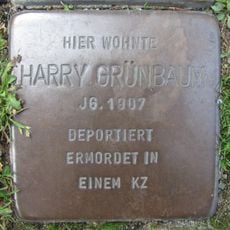 HIER WOHNTE
HARRY GRÜNBAUM
JG. 1907
DEPORTIERT
ERMORDET IN
EINEM KZ